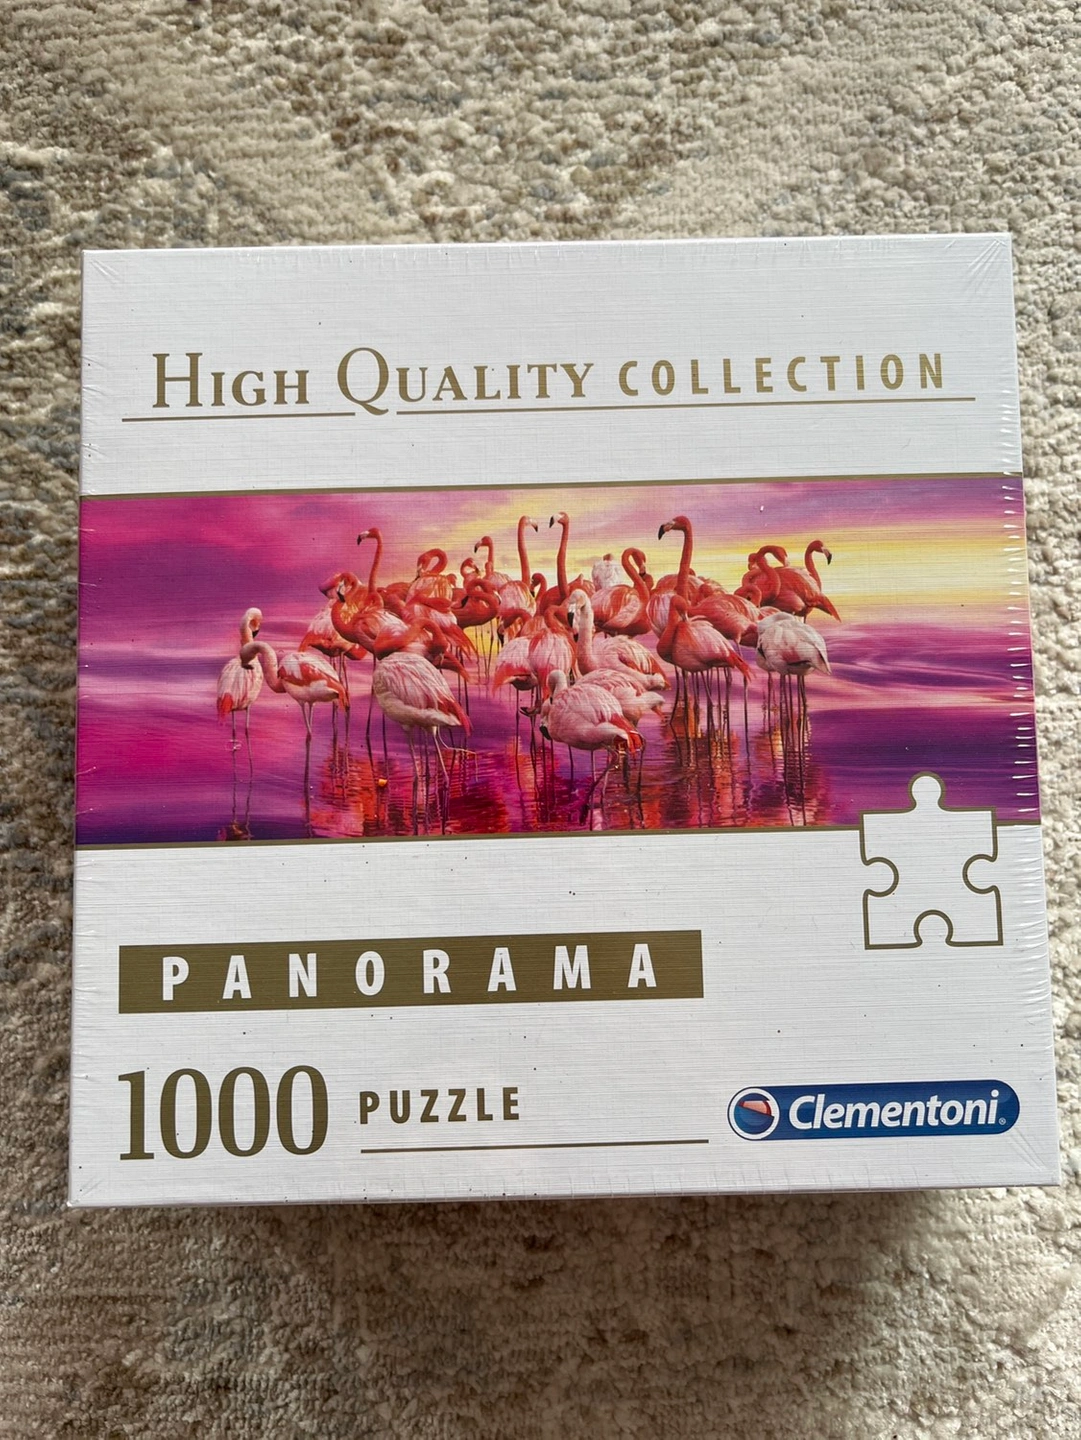 High Quality COLLECTION
PANORAMA
1000 PUZZLE
Clementoni®